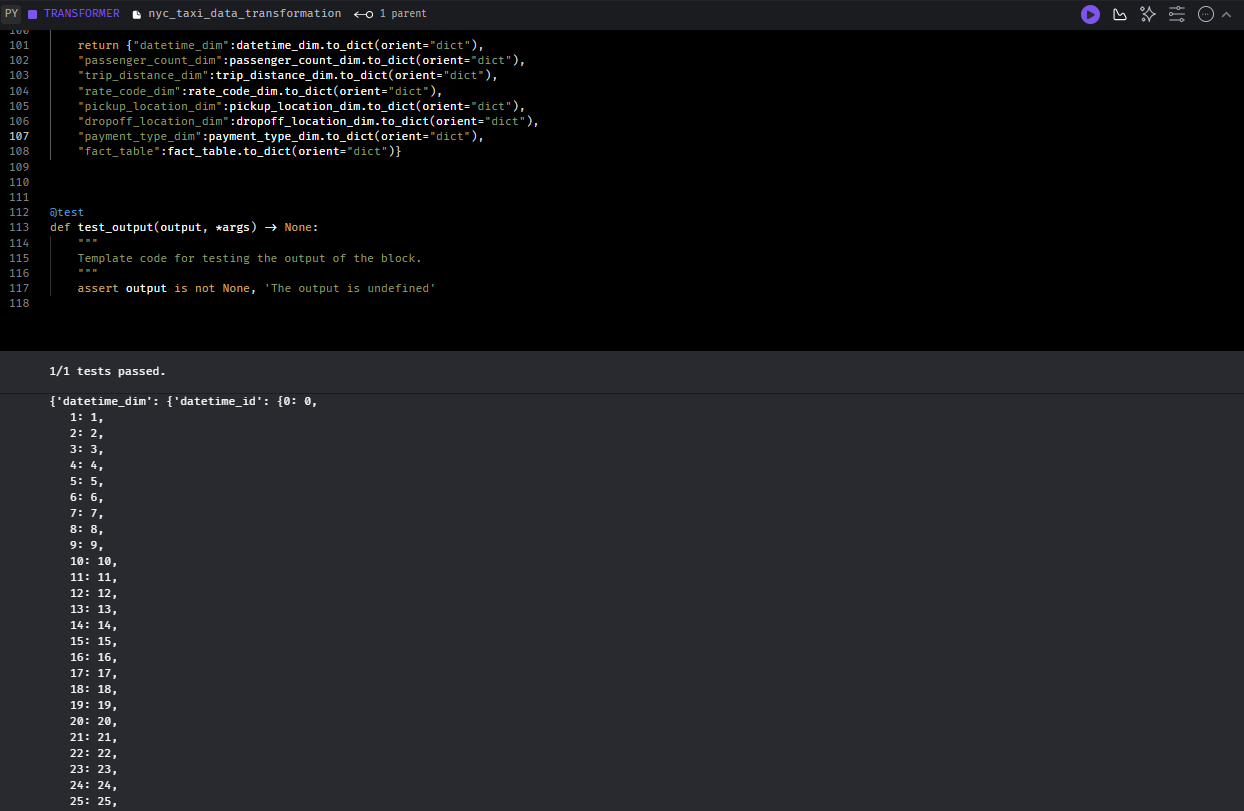 PY TRANSFORMER nyc_taxi_data_transformation 1 parent
100
101 return {"datetime_dim":datetime_dim.to_dict(orient="dict"),
102 "passenger_count_dim":passenger_count_dim.to_dict(orient="dict"),
103 "trip_distance_dim":trip_distance_dim.to_dict(orient="dict"),
104 "rate_code_dim":rate_code_dim.to_dict(orient="dict"),
105 "pickup_location_dim":pickup_location_dim.to_dict(orient="dict"),
106 "dropoff_location_dim":dropoff_location_dim.to_dict(orient="dict"),
107 "payment_type_dim":payment_type_dim.to_dict(orient="dict"),
108 "fact_table":fact_table.to_dict(orient="dict")}
109
110
111
112 @test
113 def test_output(output, *args) -> None:
114 """
115 Template code for testing the output of the block.
116 """
117 assert output is not None, 'The output is undefined'
118
1/1 tests passed.
{'datetime_dim': {'datetime_id': {0: 0,
1: 1,
2: 2,
3: 3,
4: 4,
5: 5,
6: 6,
7: 7,
8: 8,
9: 9,
10: 10,
11: 11,
12: 12,
13: 13,
14: 14,
15: 15,
16: 16,
17: 17,
18: 18,
19: 19,
20: 20,
21: 21,
22: 22,
23: 23,
24: 24,
25: 25,